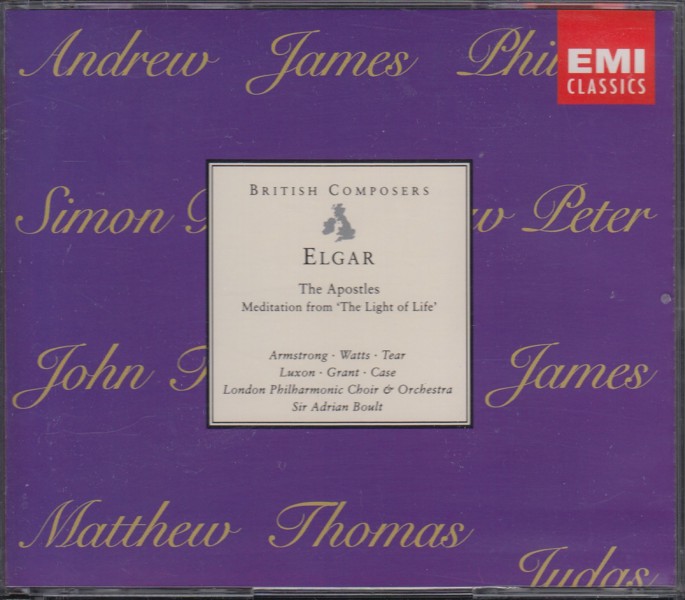 Andrew James Phi
EMI
CLASSICS
BRITISH COMPOSERS
Simon Peter
ELGAR
The Apostles
Meditation from ‘The Light of Life’
Armstrong · Watts · Tear
Luxon · Grant · Case
John James
London Philharmonic Choir & Orchestra
Sir Adrian Boult
Matthew Thomas
Judas